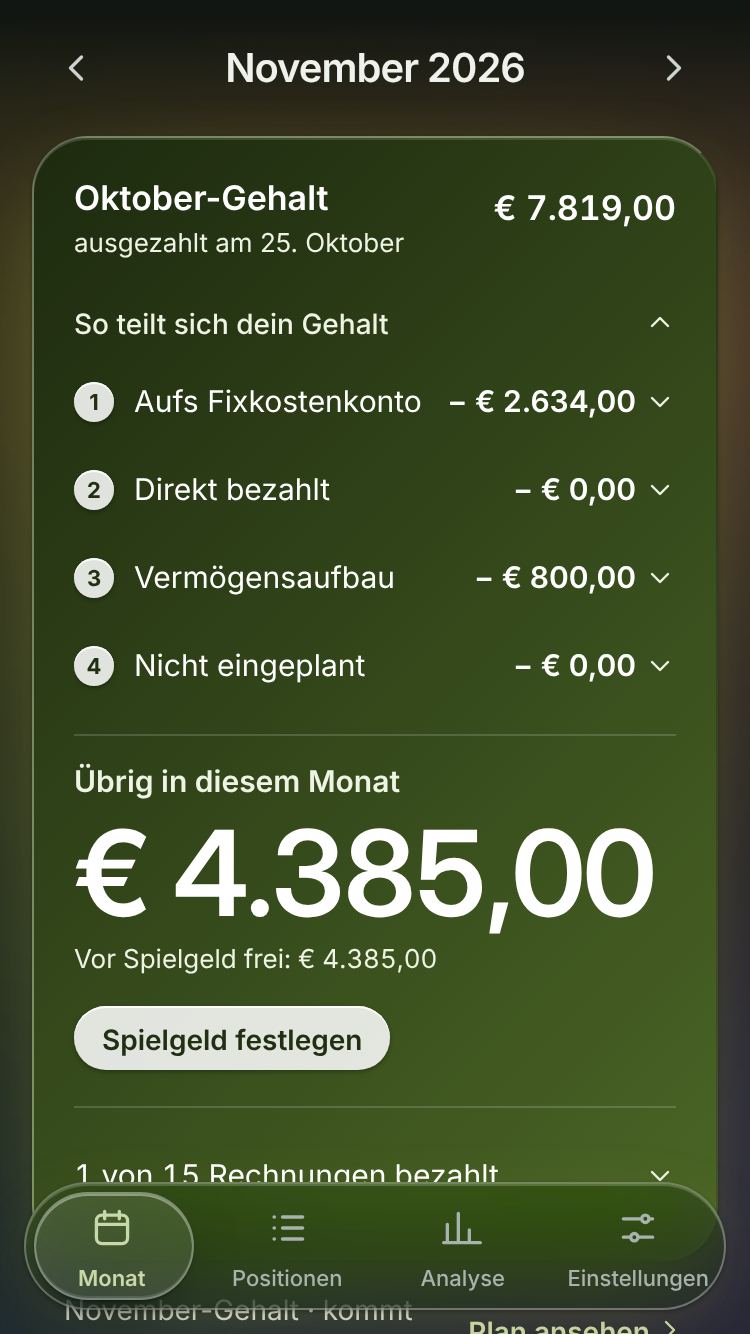 November 2026
Oktober-Gehalt
€ 7.819,00
ausgezahlt am 25. Oktober
So teilt sich dein Gehalt
1 Aufs Fixkostenkonto – € 2.634,00
2 Direkt bezahlt – € 0,00
3 Vermögensaufbau – € 800,00
4 Nicht eingeplant – € 0,00
Übrig in diesem Monat
€ 4.385,00
Vor Spielgeld frei: € 4.385,00
Spielgeld festlegen
1 von 15 Rechnungen bezahlt
Monat Positionen Analyse Einstellungen
November-Gehalt · kommt
Plan ansehen